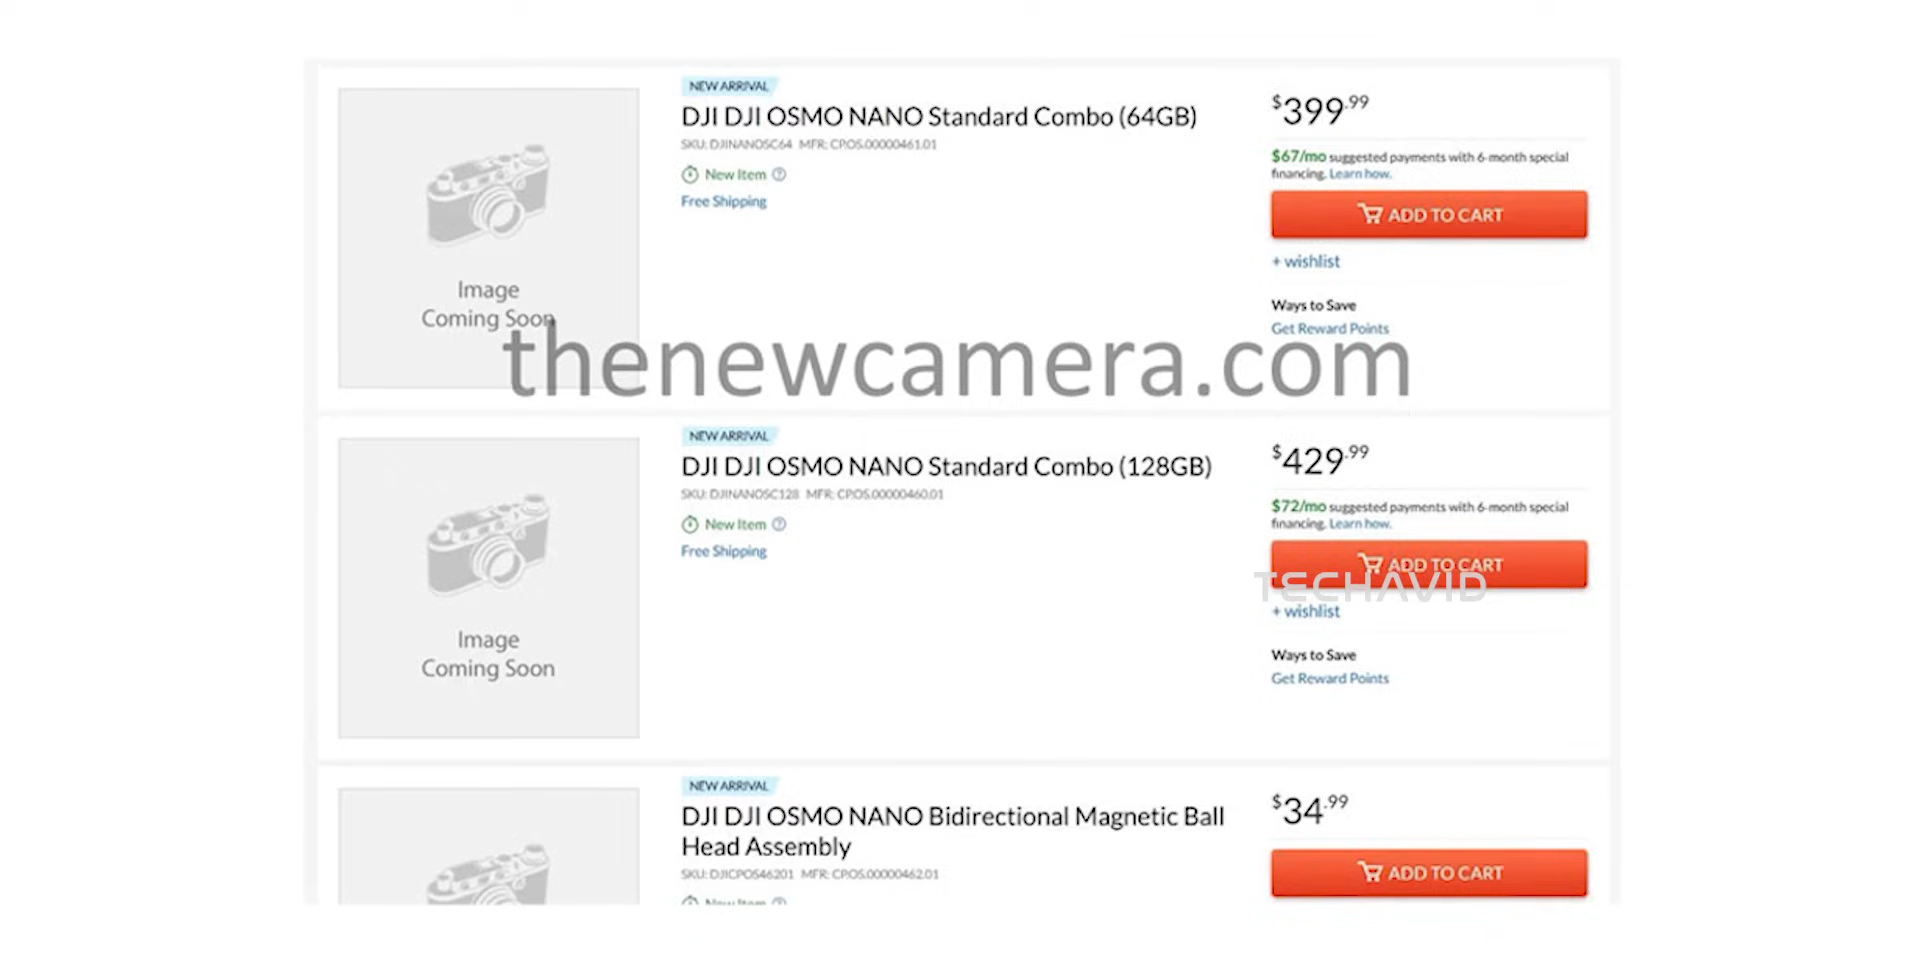 NEW ARRIVAL
DJI DJI OSMO NANO Standard Combo (64GB)
SKU: DJINANOSC64 MFR: CP.OS.00000461.01
New Item
Free Shipping
$399.99
$67/mo suggested payments with 6-month special
financing. Learn how.
ADD TO CART
+ wishlist
Ways to Save
Get Reward Points
Image
Coming Soon
thenewcamera.com
NEW ARRIVAL
DJI DJI OSMO NANO Standard Combo (128GB)
SKU: DJINANOSC128 MFR: CP.OS.00000460.01
New Item
Free Shipping
$429.99
$72/mo suggested payments with 6-month special
financing. Learn how.
ADD TO CART
TECHAVID
+ wishlist
Ways to Save
Get Reward Points
Image
Coming Soon
NEW ARRIVAL
DJI DJI OSMO NANO Bidirectional Magnetic Ball
Head Assembly
SKU: DJICPOS46201 MFR: CP.OS.00000462.01
New Item
$34.99
ADD TO CART